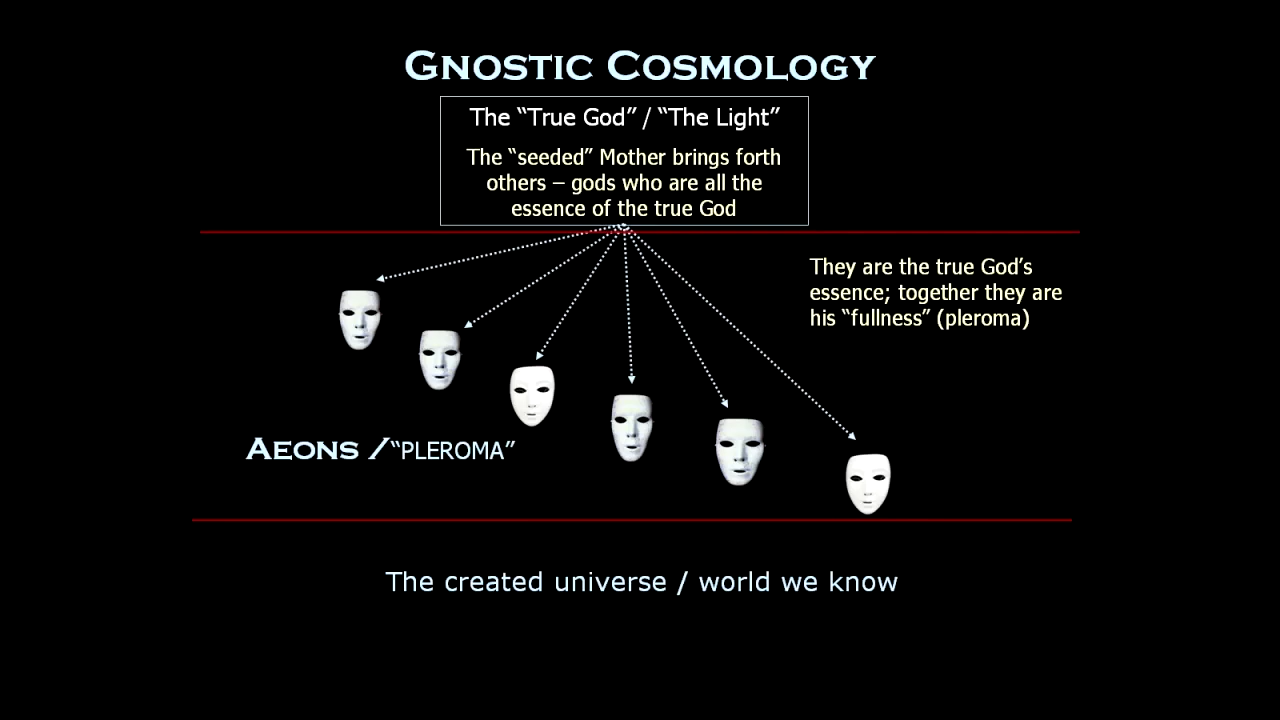 GNOSTIC COSMOLOGY
The “True God” / “The Light”
The “seeded” Mother brings forth
others – gods who are all the
essence of the true God
They are the true God’s
essence; together they are
his “fullness” (pleroma)
AEONS /“PLEROMA”
The created universe / world we know